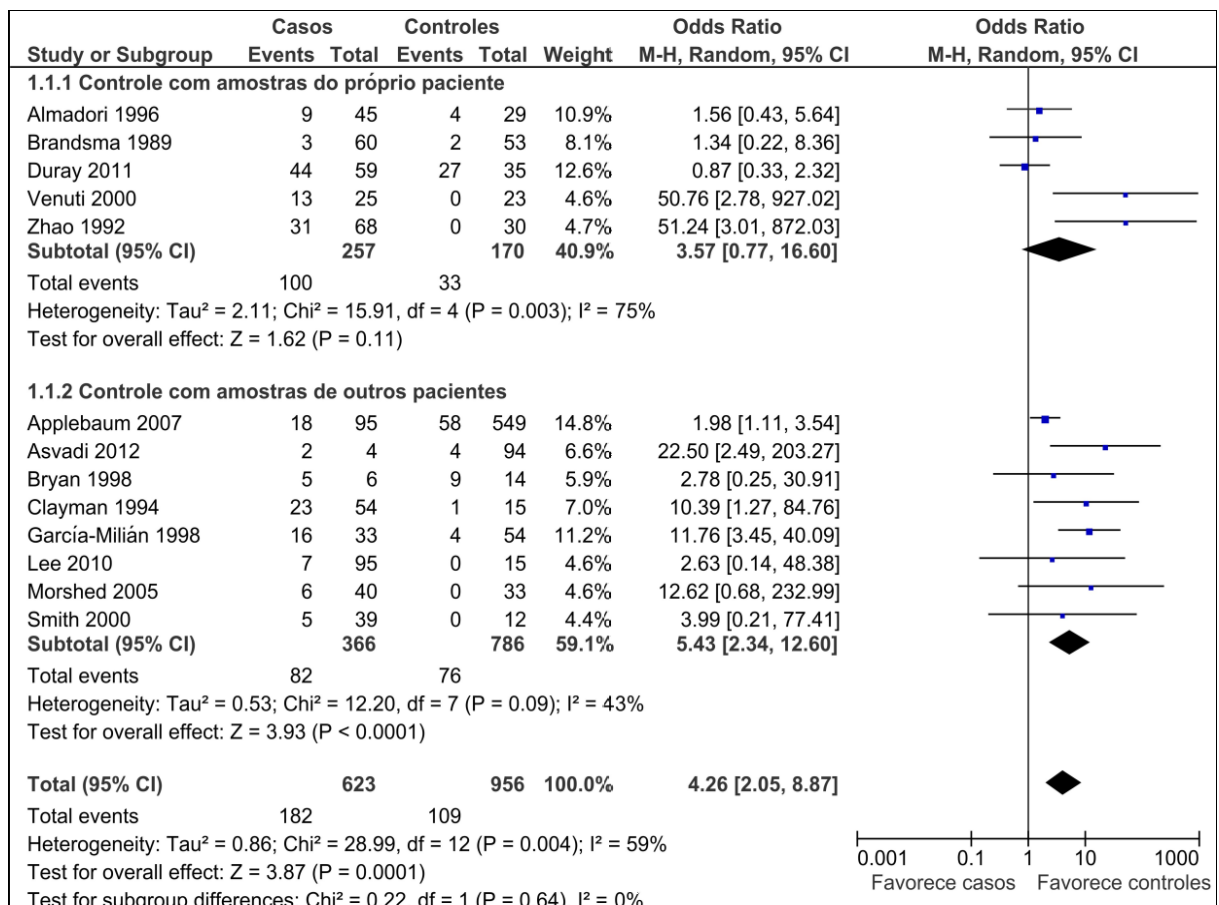 Casos Controles Odds Ratio Odds Ratio
Study or Subgroup Events Total Events Total Weight M-H, Random, 95% CI M-H, Random, 95% CI
1.1.1 Controle com amostras do próprio paciente
Almadori 1996 9 45 4 29 10.9% 1.56 [0.43, 5.64]
Brandsma 1989 3 60 2 53 8.1% 1.34 [0.22, 8.36]
Duray 2011 44 59 27 35 12.6% 0.87 [0.33, 2.32]
Venuti 2000 13 25 0 23 4.6% 50.76 [2.78, 927.02]
Zhao 1992 31 68 0 30 4.7% 51.24 [3.01, 872.03]
Subtotal (95% CI) 257 170 40.9% 3.57 [0.77, 16.60]
Total events 100 33
Heterogeneity: Tau² = 2.11; Chi² = 15.91, df = 4 (P = 0.003); I² = 75%
Test for overall effect: Z = 1.62 (P = 0.11)
1.1.2 Controle com amostras de outros pacientes
Applebaum 2007 18 95 58 549 14.8% 1.98 [1.11, 3.54]
Asvadi 2012 2 4 4 94 6.6% 22.50 [2.49, 203.27]
Bryan 1998 5 6 9 14 5.9% 2.78 [0.25, 30.91]
Clayman 1994 23 54 1 15 7.0% 10.39 [1.27, 84.76]
García-Milián 1998 16 33 4 54 11.2% 11.76 [3.45, 40.09]
Lee 2010 7 95 0 15 4.6% 2.63 [0.14, 48.38]
Morshed 2005 6 40 0 33 4.6% 12.62 [0.68, 232.99]
Smith 2000 5 39 0 12 4.4% 3.99 [0.21, 77.41]
Subtotal (95% CI) 366 786 59.1% 5.43 [2.34, 12.60]
Total events 82 76
Heterogeneity: Tau² = 0.53; Chi² = 12.20, df = 7 (P = 0.09); I² = 43%
Test for overall effect: Z = 3.93 (P < 0.0001)
Total (95% CI) 623 956 100.0% 4.26 [2.05, 8.87]
Total events 182 109
Heterogeneity: Tau² = 0.86; Chi² = 28.99, df = 12 (P = 0.004); I² = 59%
Test for overall effect: Z = 3.87 (P = 0.0001)
Test for subgroup differences: Chi² = 0.22, df = 1 (P = 0.64), I² = 0%
0.001 0.1 1 10 1000
Favorece casos Favorece controles